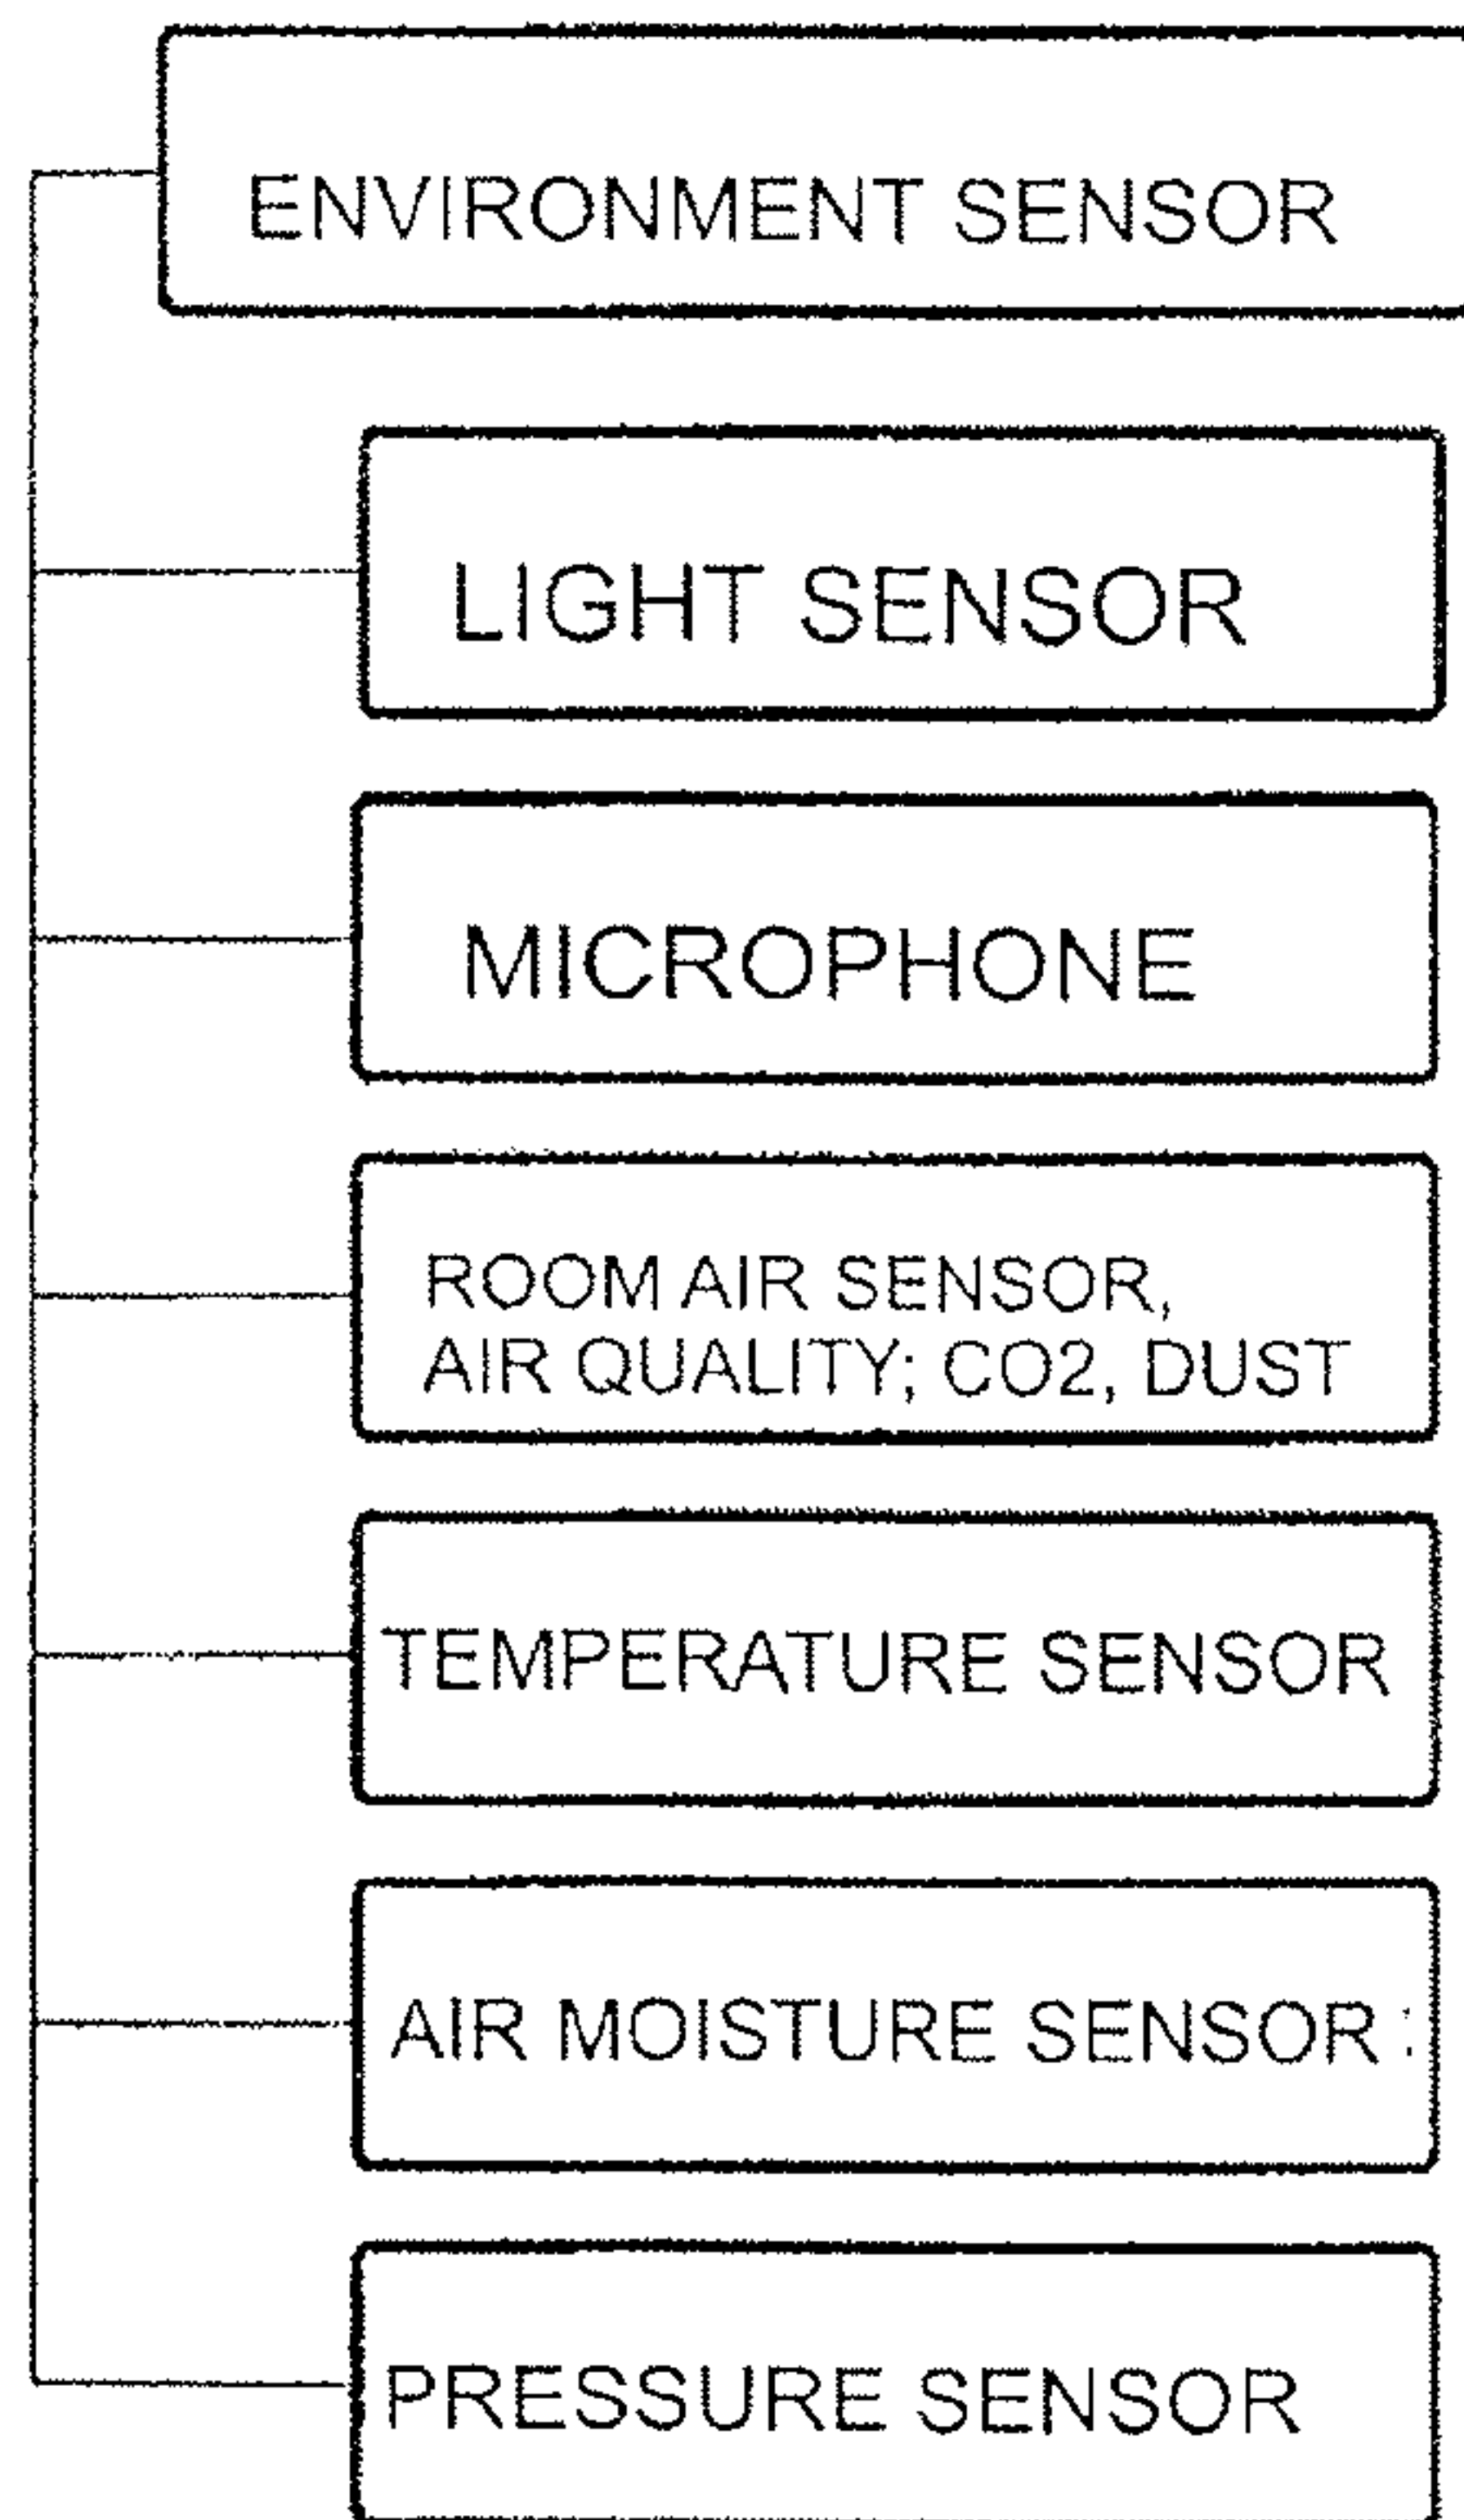 ENVIRONMENT SENSOR
LIGHT SENSOR
MICROPHONE
ROOM AIR SENSOR,
AIR QUALITY; CO2, DUST
TEMPERATURE SENSOR
AIR MOISTURE SENSOR
PRESSURE SENSOR